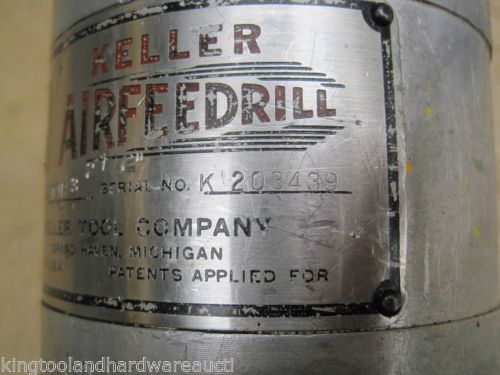 KELLER
AIRFEEDRILL
SERIAL NO. K 203439
KELLER TOOL COMPANY
GRAND HAVEN, MICHIGAN
U.S.A.
PATENTS APPLIED FOR
kingtoolandhardwareaucti